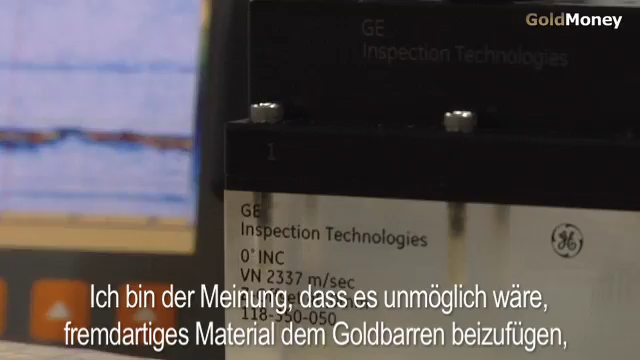 GoldMoney
GE
Inspection Technologies
1
GE
Inspection Technologies
0° INC
VN 2337 m/sec
118-350-050
Ich bin der Meinung, dass es unmöglich wäre,
fremdartiges Material dem Goldbarren beizufügen,